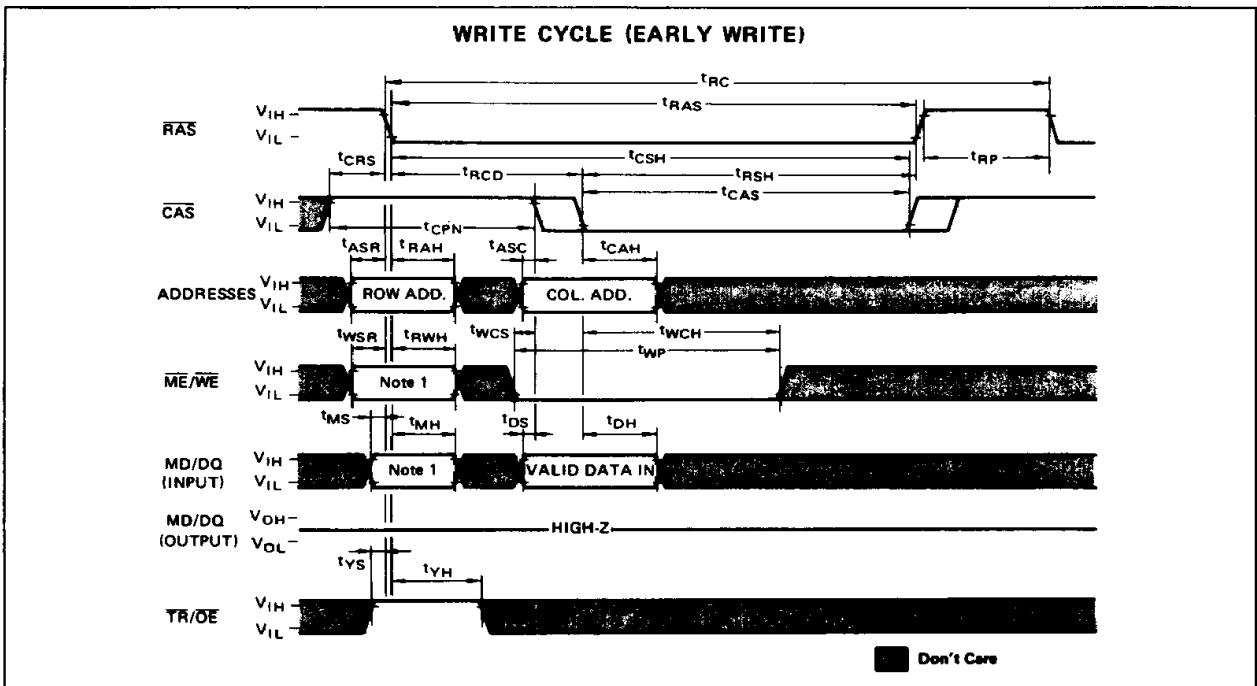 WRITE CYCLE (EARLY WRITE)
tRC
tRAS
RAS
VIH
VIL
tCRS
tCSH
tRP
tRCD
tRSH
tCAS
CAS
VIH
VIL
tCPN
tASR
tRAH
tASC
tCAH
ADDRESSES
VIH
VIL
ROW ADD.
COL. ADD.
tWSR
tRWH
tWCS
tWCH
tWP
ME/WE
VIH
VIL
Note 1
tMS
tMH
tDS
tDH
MD/DQ
(INPUT)
VIH
VIL
Note 1
VALID DATA IN
MD/DQ
(OUTPUT)
VOH
VOL
HIGH-Z
tYS
tYH
TR/OE
VIH
VIL
Don't Care